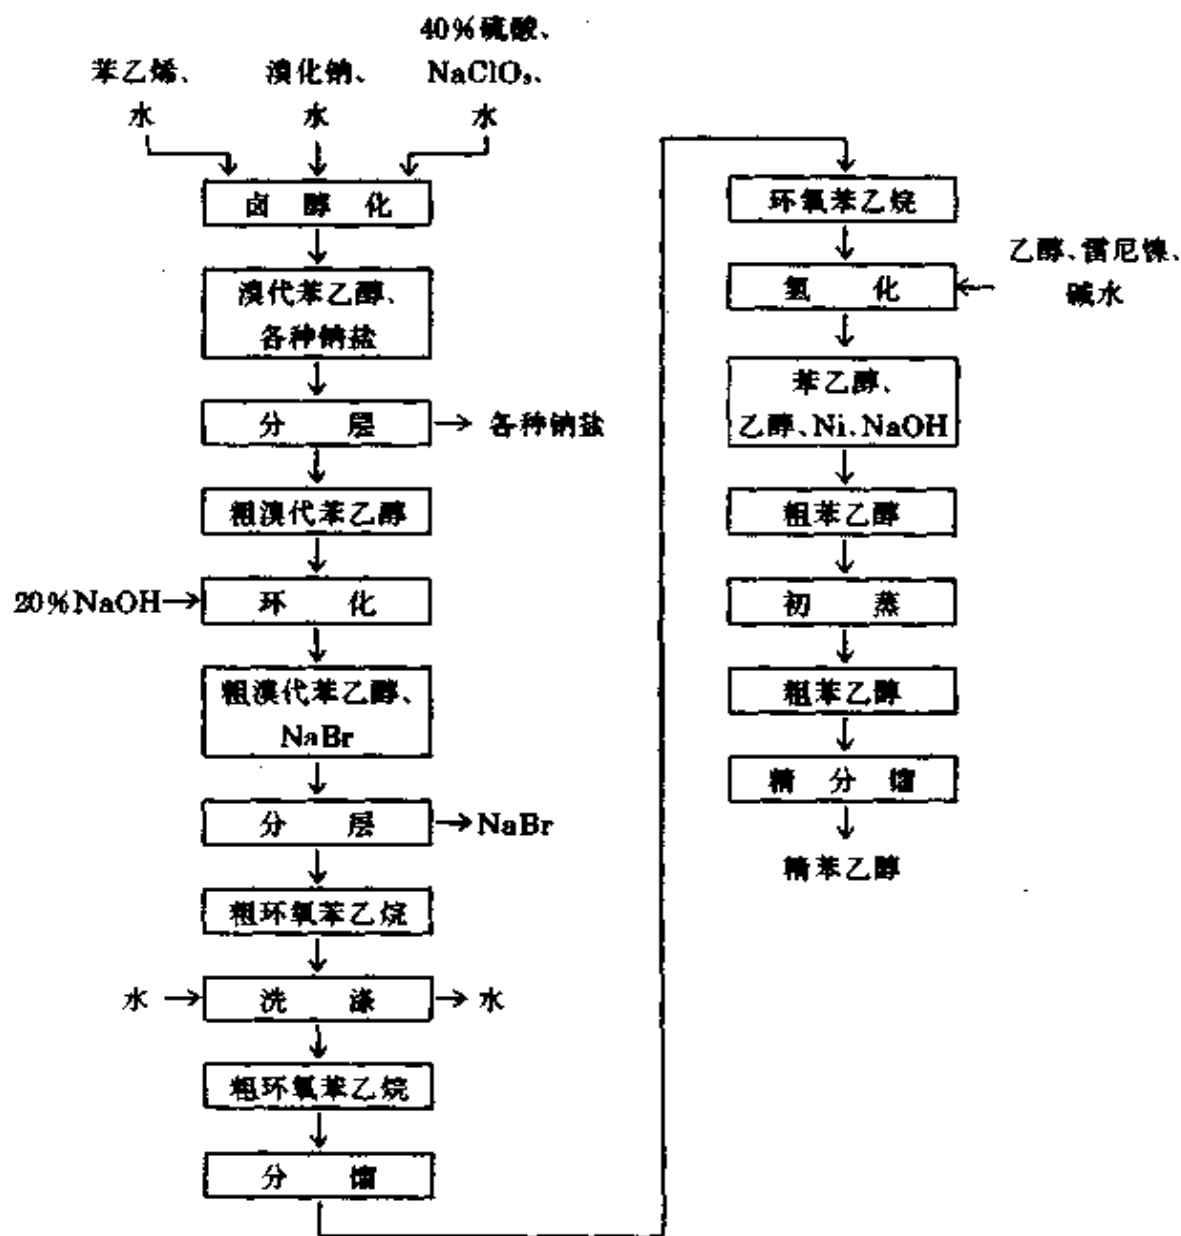 苯乙烯、
水
溴化钠、
水
40%硫酸、
NaClO₃、
水
卤醇化
溴代苯乙醇、
各种钠盐
分层
各种钠盐
粗溴代苯乙醇
20%NaOH
环化
粗溴代苯乙醇、
NaBr
分层
NaBr
粗环氧苯乙烷
水
洗涤
水
粗环氧苯乙烷
分馏
环氧苯乙烷
氢化
乙醇、雷尼镍、
碱水
苯乙醇、
乙醇、Ni、NaOH
粗苯乙醇
初蒸
粗苯乙醇
精分馏
精苯乙醇